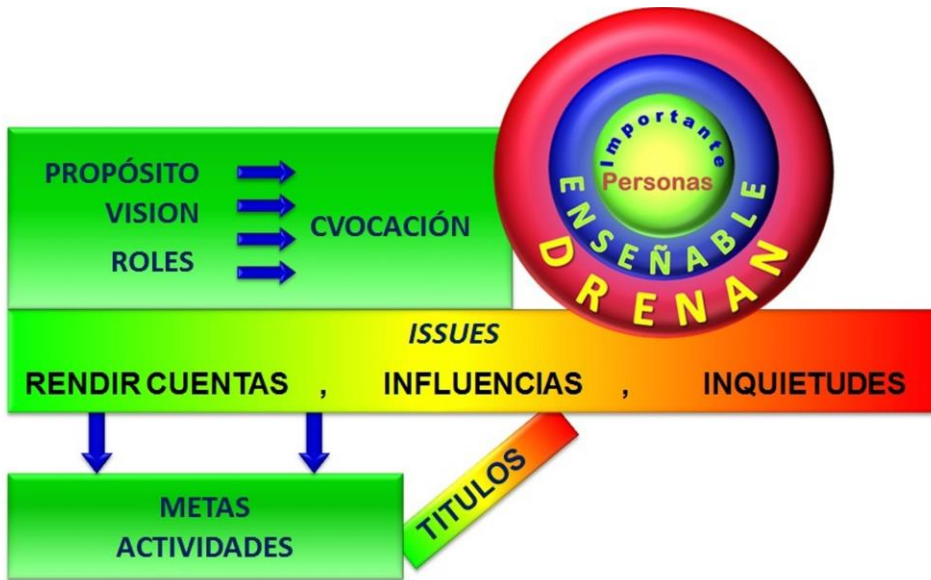 PROPÓSITO
VISION
ROLES
CVOCACIÓN
Importante
Personas
ENSEÑABLE
DRENAN
ISSUES
RENDIR CUENTAS , INFLUENCIAS , INQUIETUDES
METAS
ACTIVIDADES
TITULOS